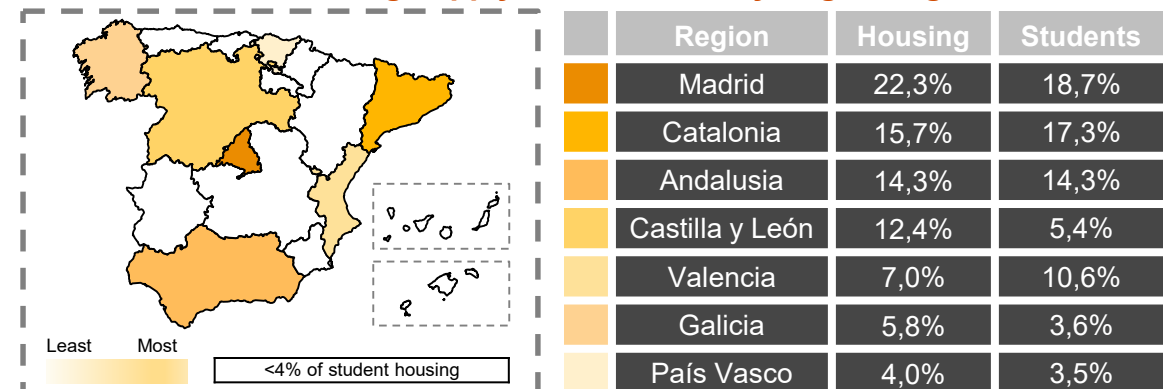 Region Housing Students
Madrid 22,3% 18,7%
Catalonia 15,7% 17,3%
Andalusia 14,3% 14,3%
Castilla y León 12,4% 5,4%
Valencia 7,0% 10,6%
Galicia 5,8% 3,6%
País Vasco 4,0% 3,5%
Least Most
<4% of student housing